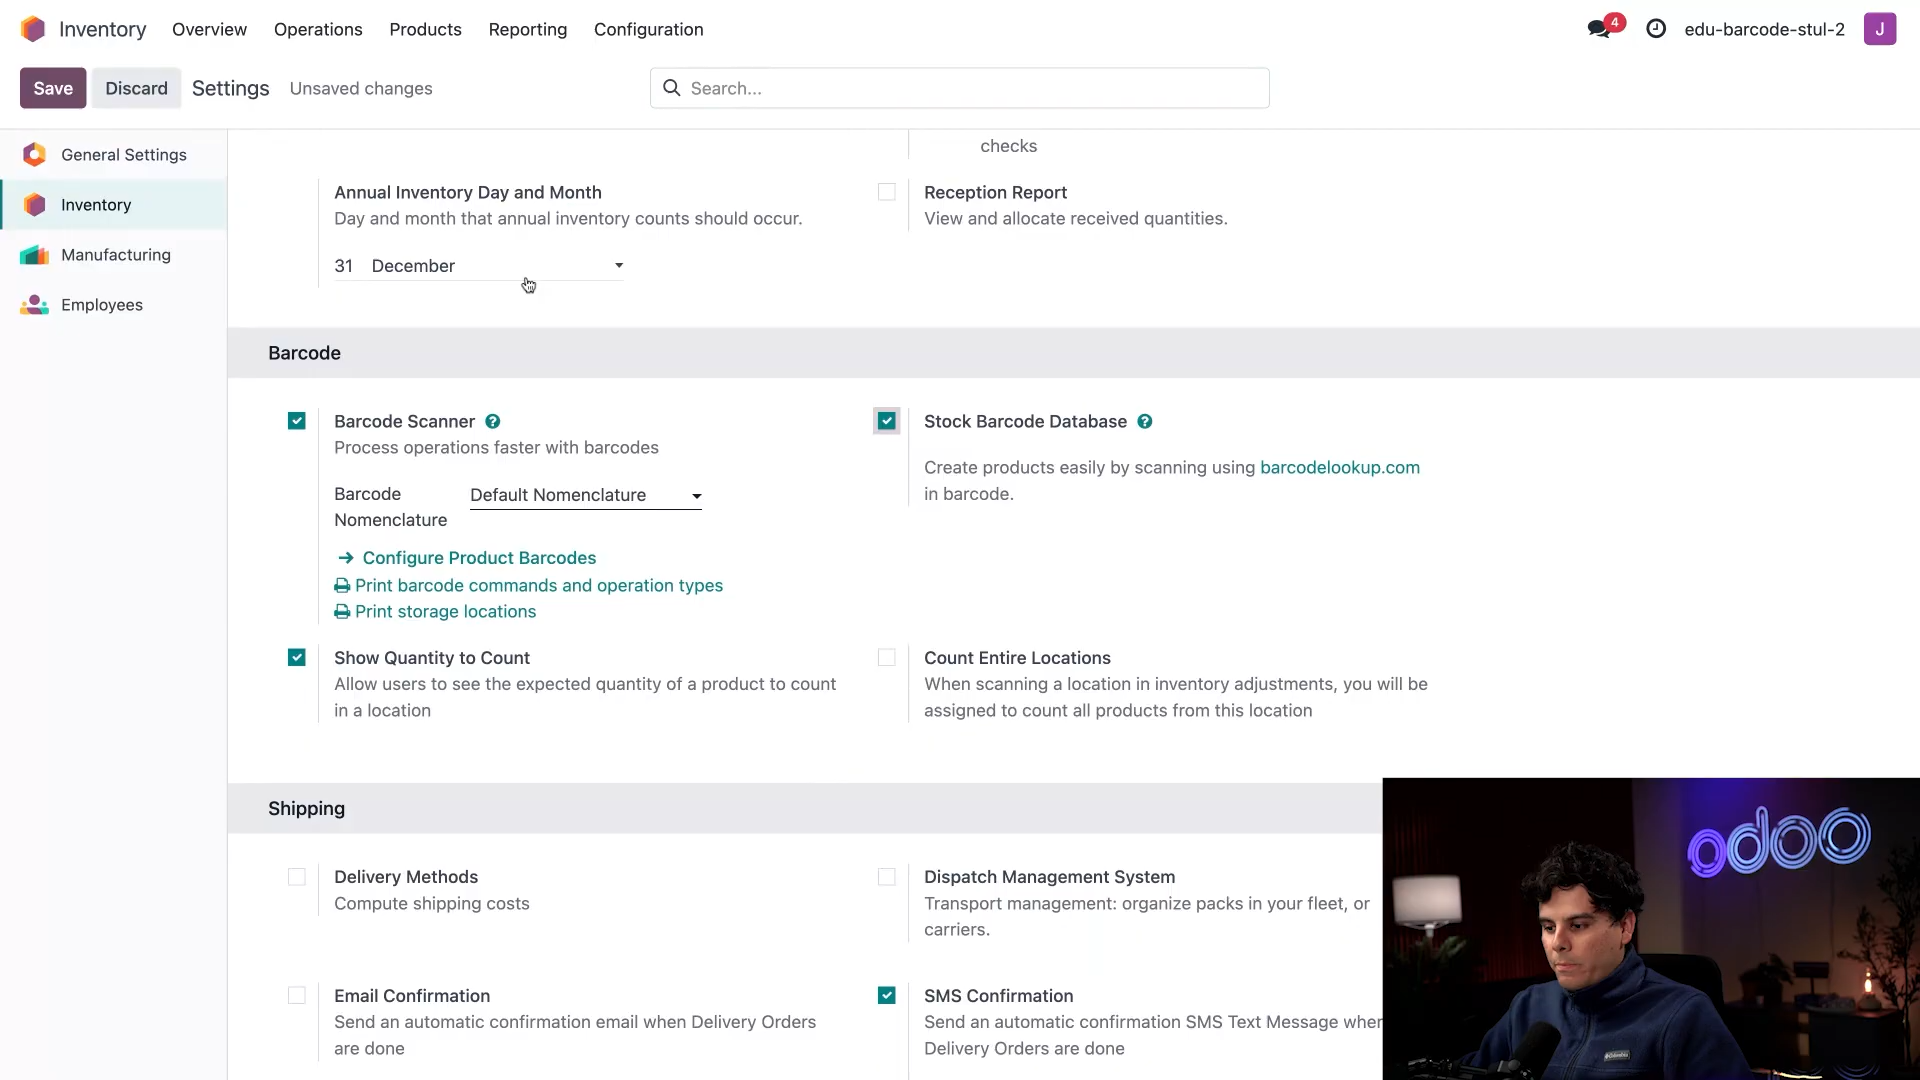 Inventory Overview Operations Products Reporting Configuration 4 edu-barcode-stul-2 J
Save Discard Settings Unsaved changes Search...
General Settings
Inventory
Manufacturing
Employees
checks
Annual Inventory Day and Month
Day and month that annual inventory counts should occur.
31 December
Reception Report
View and allocate received quantities.
Barcode
Barcode Scanner ?
Process operations faster with barcodes
Barcode
Nomenclature
Default Nomenclature
Configure Product Barcodes
Print barcode commands and operation types
Print storage locations
Stock Barcode Database ?
Create products easily by scanning using barcodelookup.com
in barcode.
Show Quantity to Count
Allow users to see the expected quantity of a product to count
in a location
Count Entire Locations
When scanning a location in inventory adjustments, you will be
assigned to count all products from this location
Shipping
Delivery Methods
Compute shipping costs
Dispatch Management System
Transport management: organize packs in your fleet, or
carriers.
Email Confirmation
Send an automatic confirmation email when Delivery Orders
are done
SMS Confirmation
Send an automatic confirmation SMS Text Message when
Delivery Orders are done
odoo
Columbia